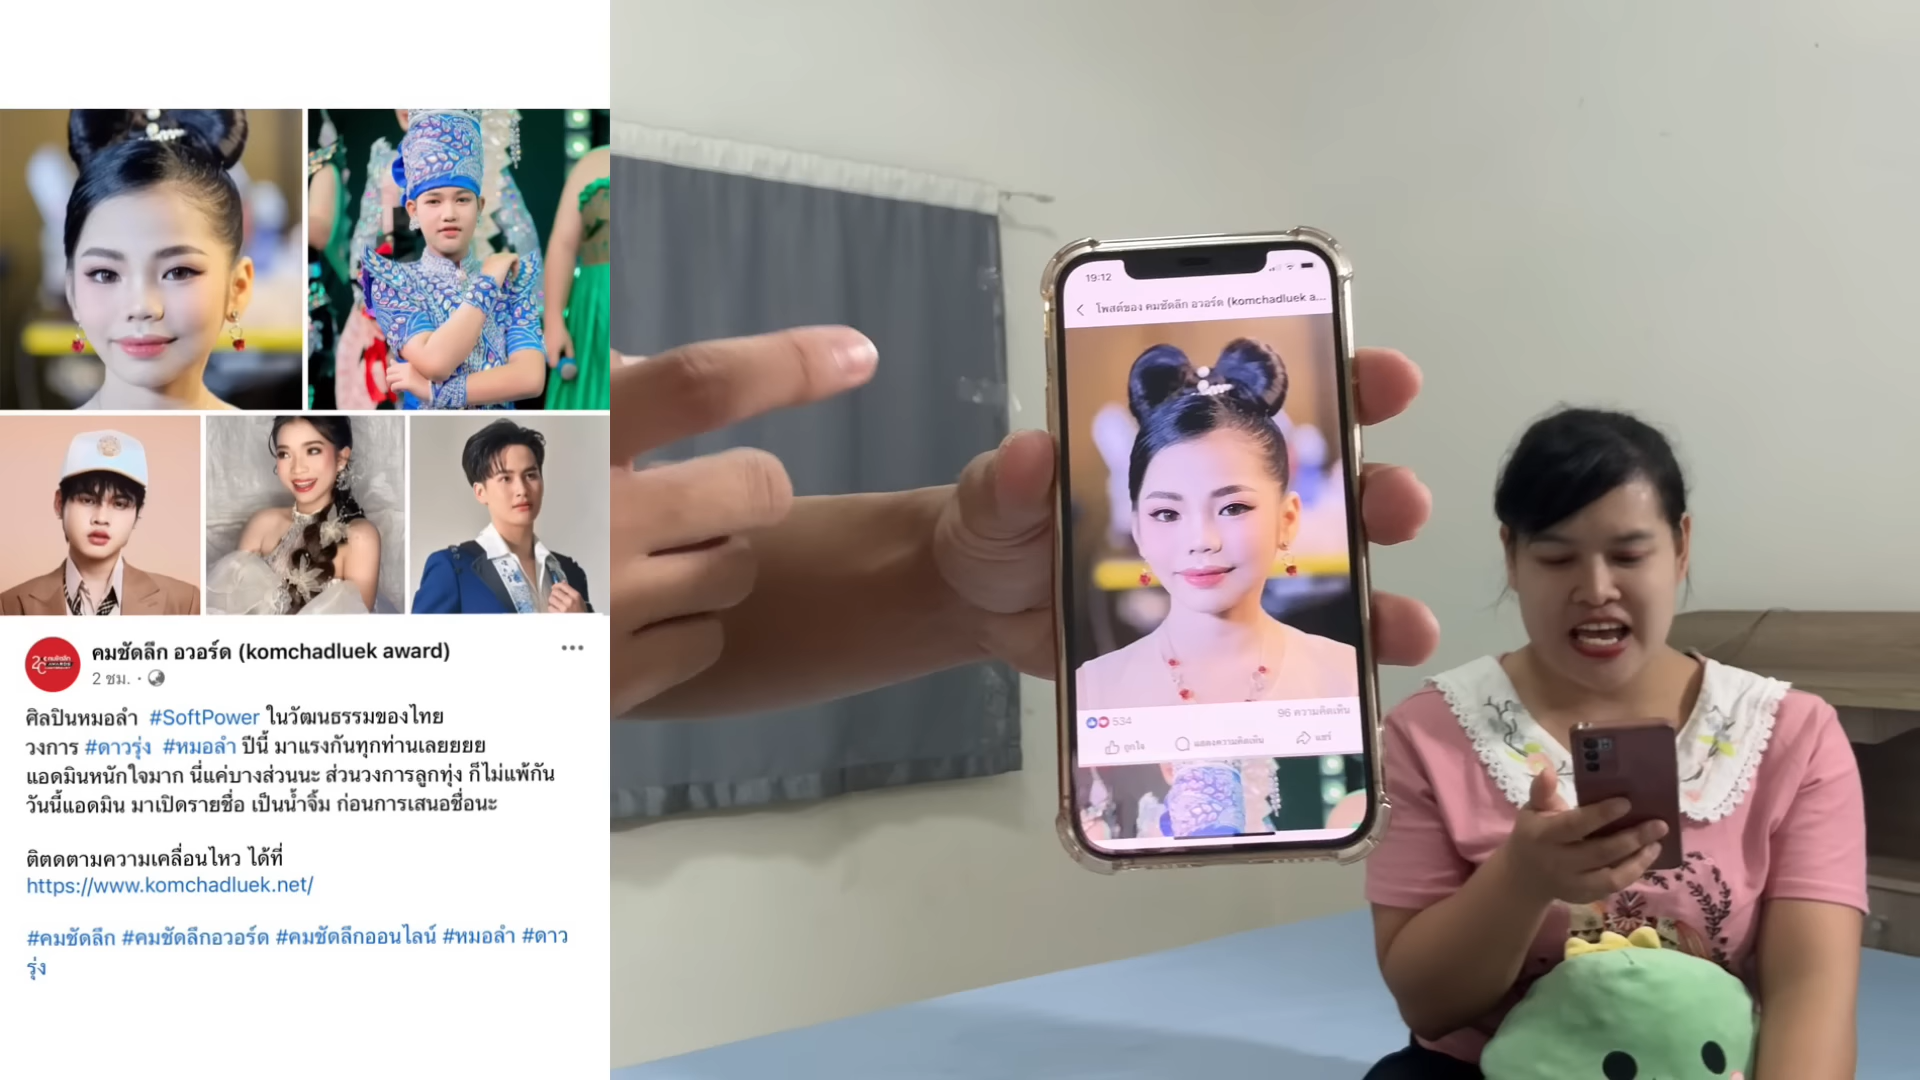 คมชัดลึก อวอร์ด (komchadluek award)
2 ชม. ·
ศิลปินหมอลำ #SoftPower ในวัฒนธรรมของไทย
วงการ #ดาวรุ่ง #หมอลำ ปีนี้ มาแรงกันทุกท่านเลยยยย
แอดมินหนักใจมาก นี่แค่บางส่วนนะ ส่วนวงการลูกทุ่ง ก็ไม่แพ้กัน
วันนี้แอดมิน มาเปิดรายชื่อ เป็นน้ำจิ้ม ก่อนการเสนอชื่อนะ
ติตดตามความเคลื่อนไหว ได้ที่
https://www.komchadluek.net/
#คมชัดลึก #คมชัดลึกอวอร์ด #คมชัดลึกออนไลน์ #หมอลำ #ดาว
รุ่ง
19:12
โพสต์ของ คมชัดลึก อวอร์ด (komchadluek a...
534
96 ความคิดเห็น
ถูกใจ
แสดงความคิดเห็น
แชร์